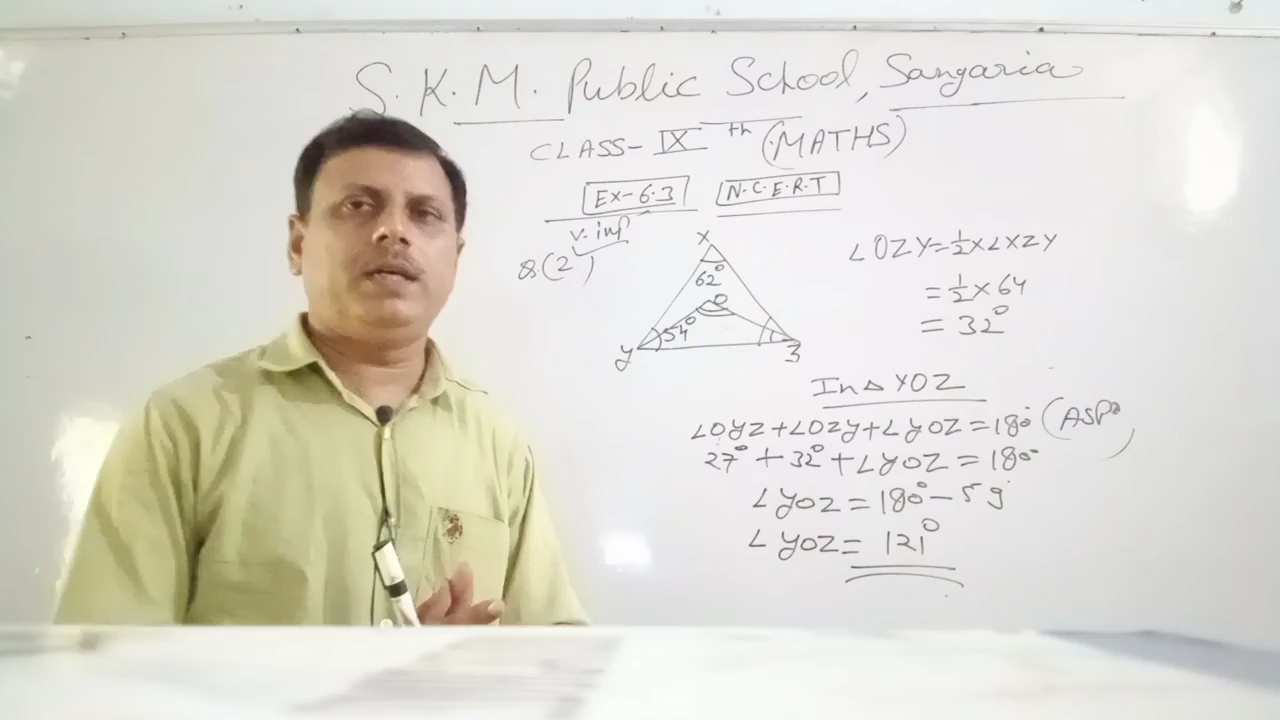 S.K.M. Public School, Sangaria
CLASS- IX th (MATHS)
Ex-6.3 N.C.E.R.T
v. imp
Q.(2)
X
62°
O
54°
y
Z
∠OZY=½×∠XZY
=½×64
= 32°
In △ YOZ
∠OYZ+∠OZY+∠YOZ=180° (ASP)
27° + 32° + ∠YOZ = 180°
∠YOZ = 180°- 59
∠YOZ= 121°